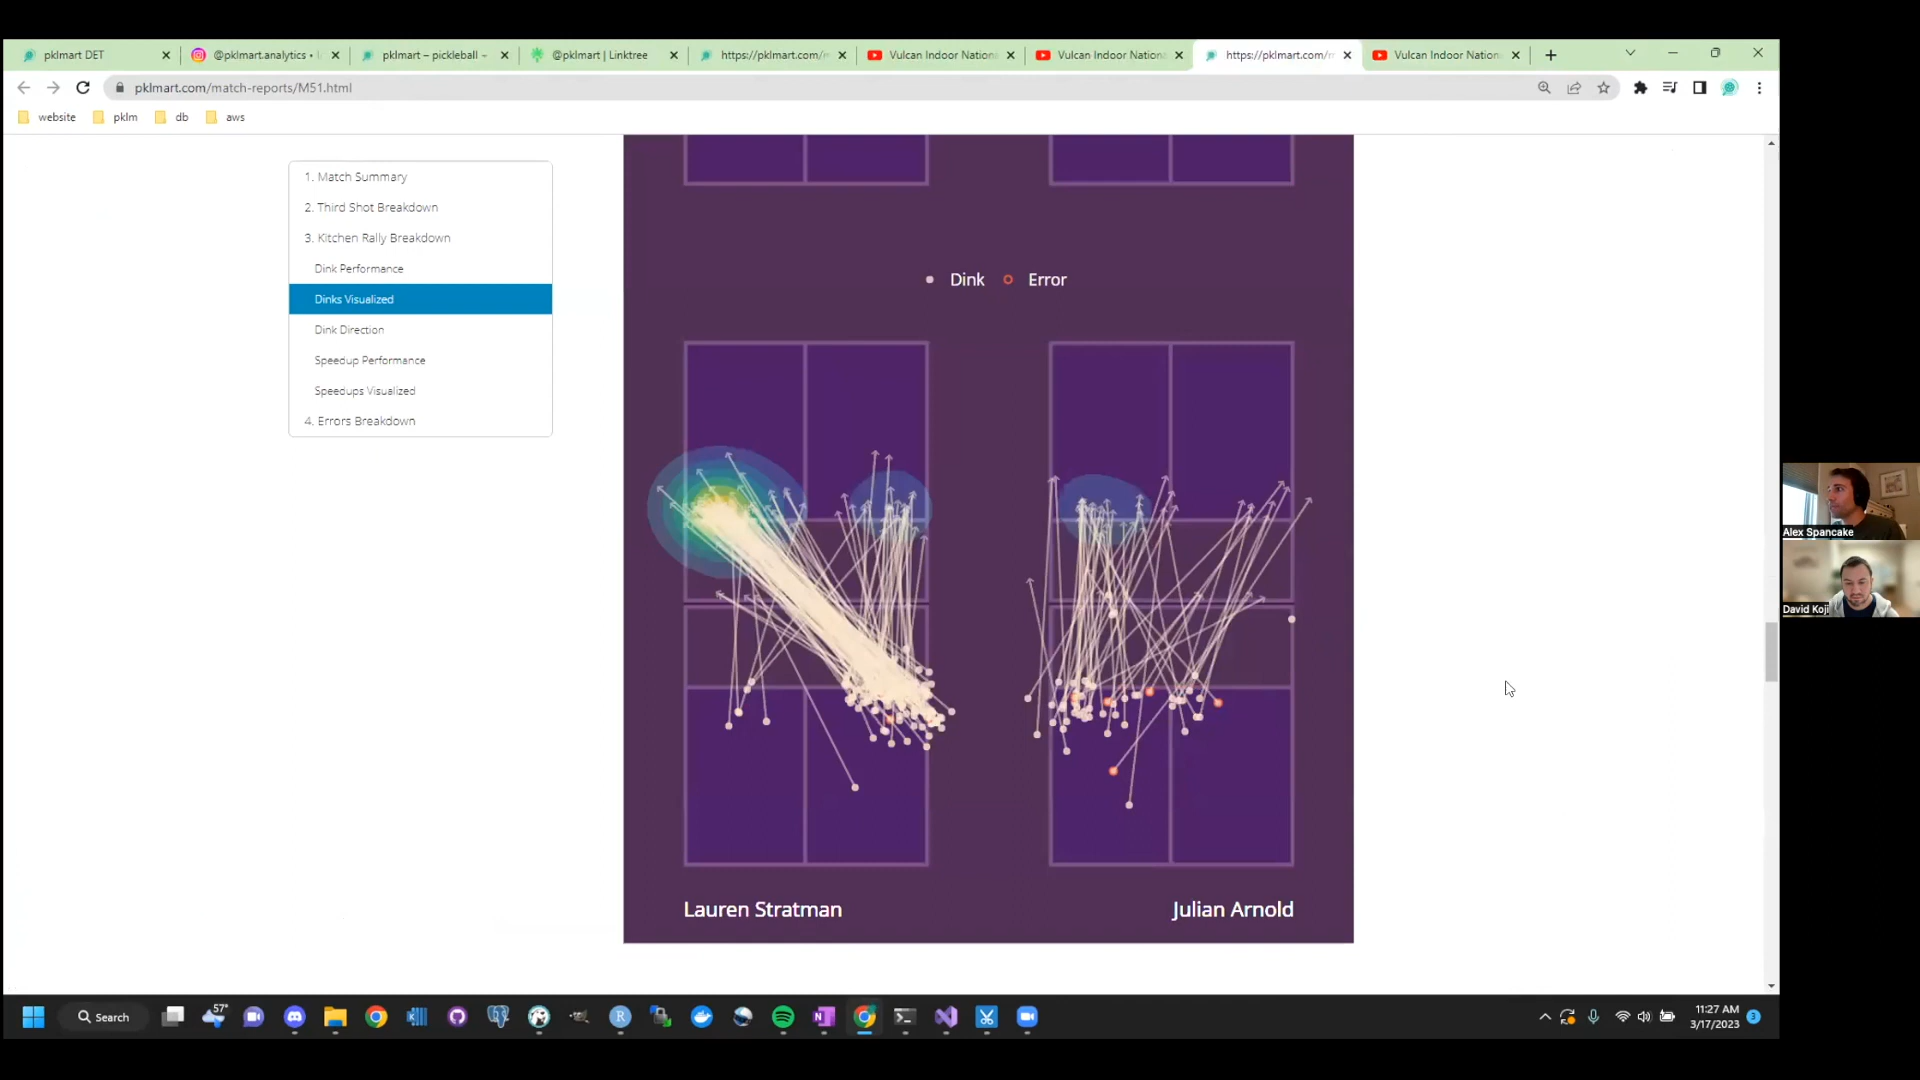 pklmart DET
@pklmart.analytics •
pklmart – pickleball –
@pklmart | Linktree
https://pklmart.com/m
Vulcan Indoor Nation
Vulcan Indoor Nation
https://pklmart.com/m
Vulcan Indoor Nation
pklmart.com/match-reports/M51.html
website
pklm
db
aws
1. Match Summary
2. Third Shot Breakdown
3. Kitchen Rally Breakdown
Dink Performance
Dinks Visualized
Dink Direction
Speedup Performance
Speedups Visualized
4. Errors Breakdown
Dink
Error
Lauren Stratman
Julian Arnold
Alex Spancake
David Koji
Search
57°
11:27 AM
3/17/2023
3